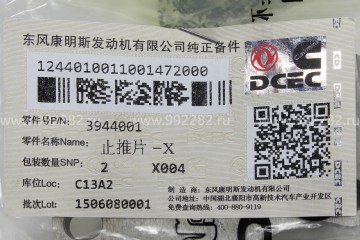 东风康明斯发动机有限公司纯正备件
1244010011001472000
DCEC
零件号P/N: 3944001
零件名称Name: 止推片-X
包装数量SNP: 2 X004
库位Loc: C13A2
批次Lot: 1506080001
制造商: 东风康明斯发动机有限公司
地址: 中国湖北襄阳市高新技术汽车产业开发区
免费查询热线: 400-880-9119
www.992282.ru